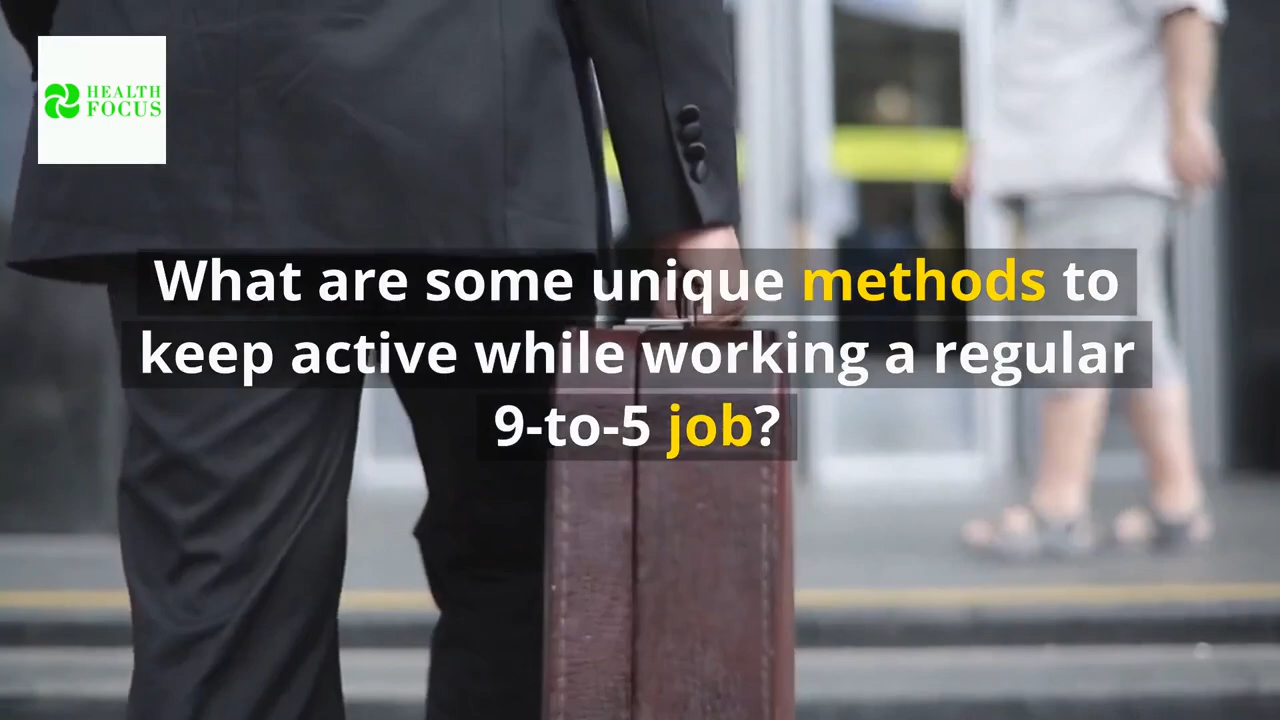 HEALTH
FOCUS
What are some unique methods to
keep active while working a regular
9-to-5 job?